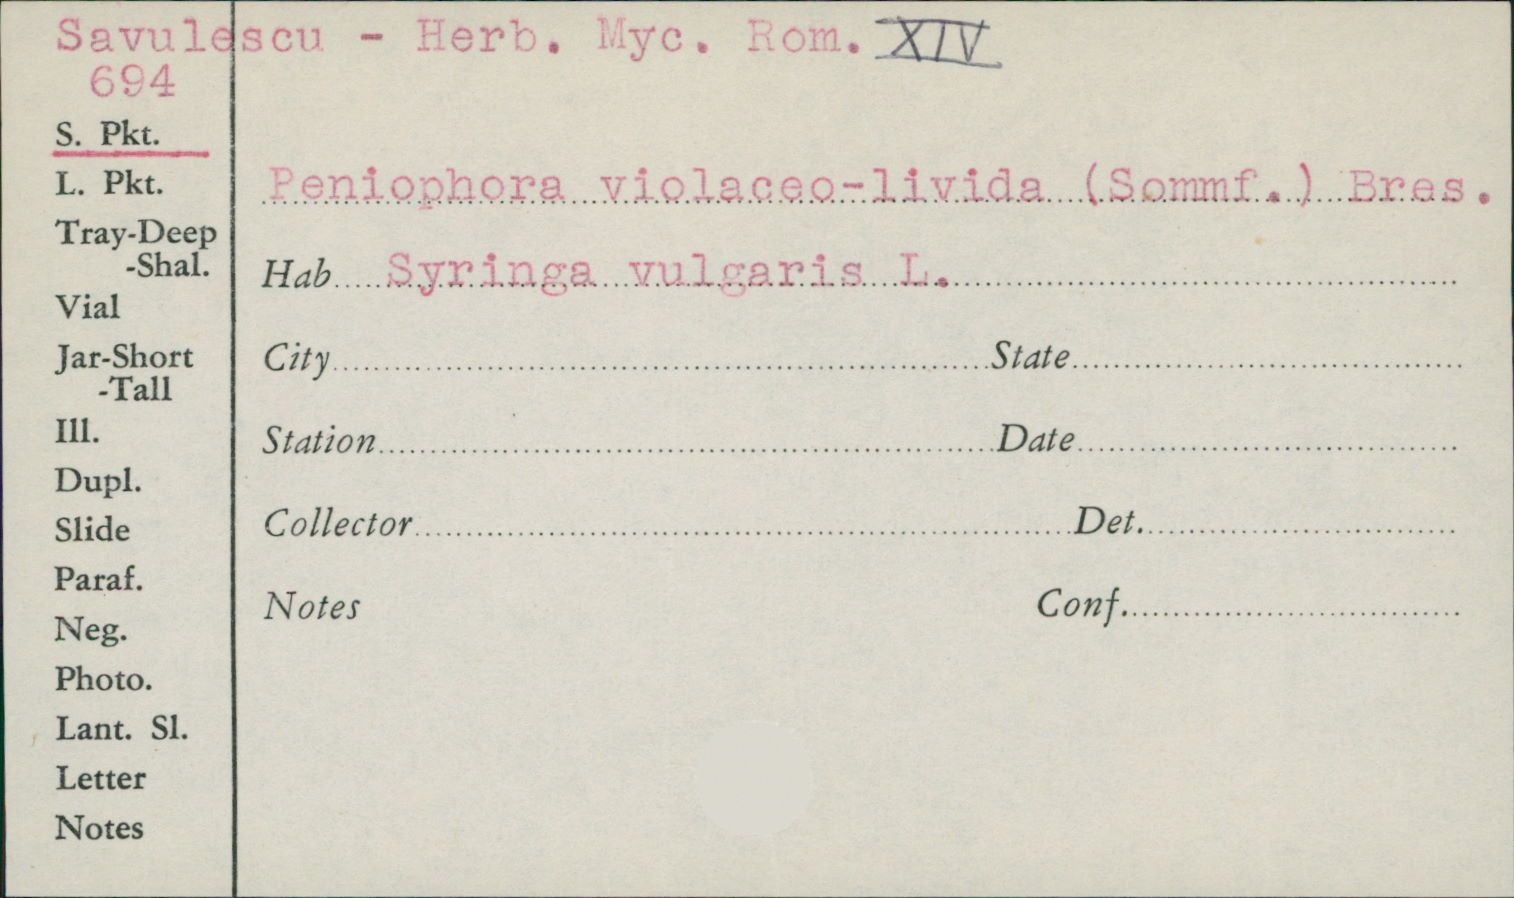 Savulescu - Herb. Myc. Rom. XIV
694
S. Pkt.
L. Pkt.
Tray-Deep
-Shal.
Vial
Jar-Short
-Tall
Ill.
Dupl.
Slide
Paraf.
Neg.
Photo.
Lant. Sl.
Letter
Notes
Peniophora violaceo-livida (Sommf.) Bres.
Hab Syringa vulgaris L.
City State
Station Date
Collector Det.
Notes Conf.